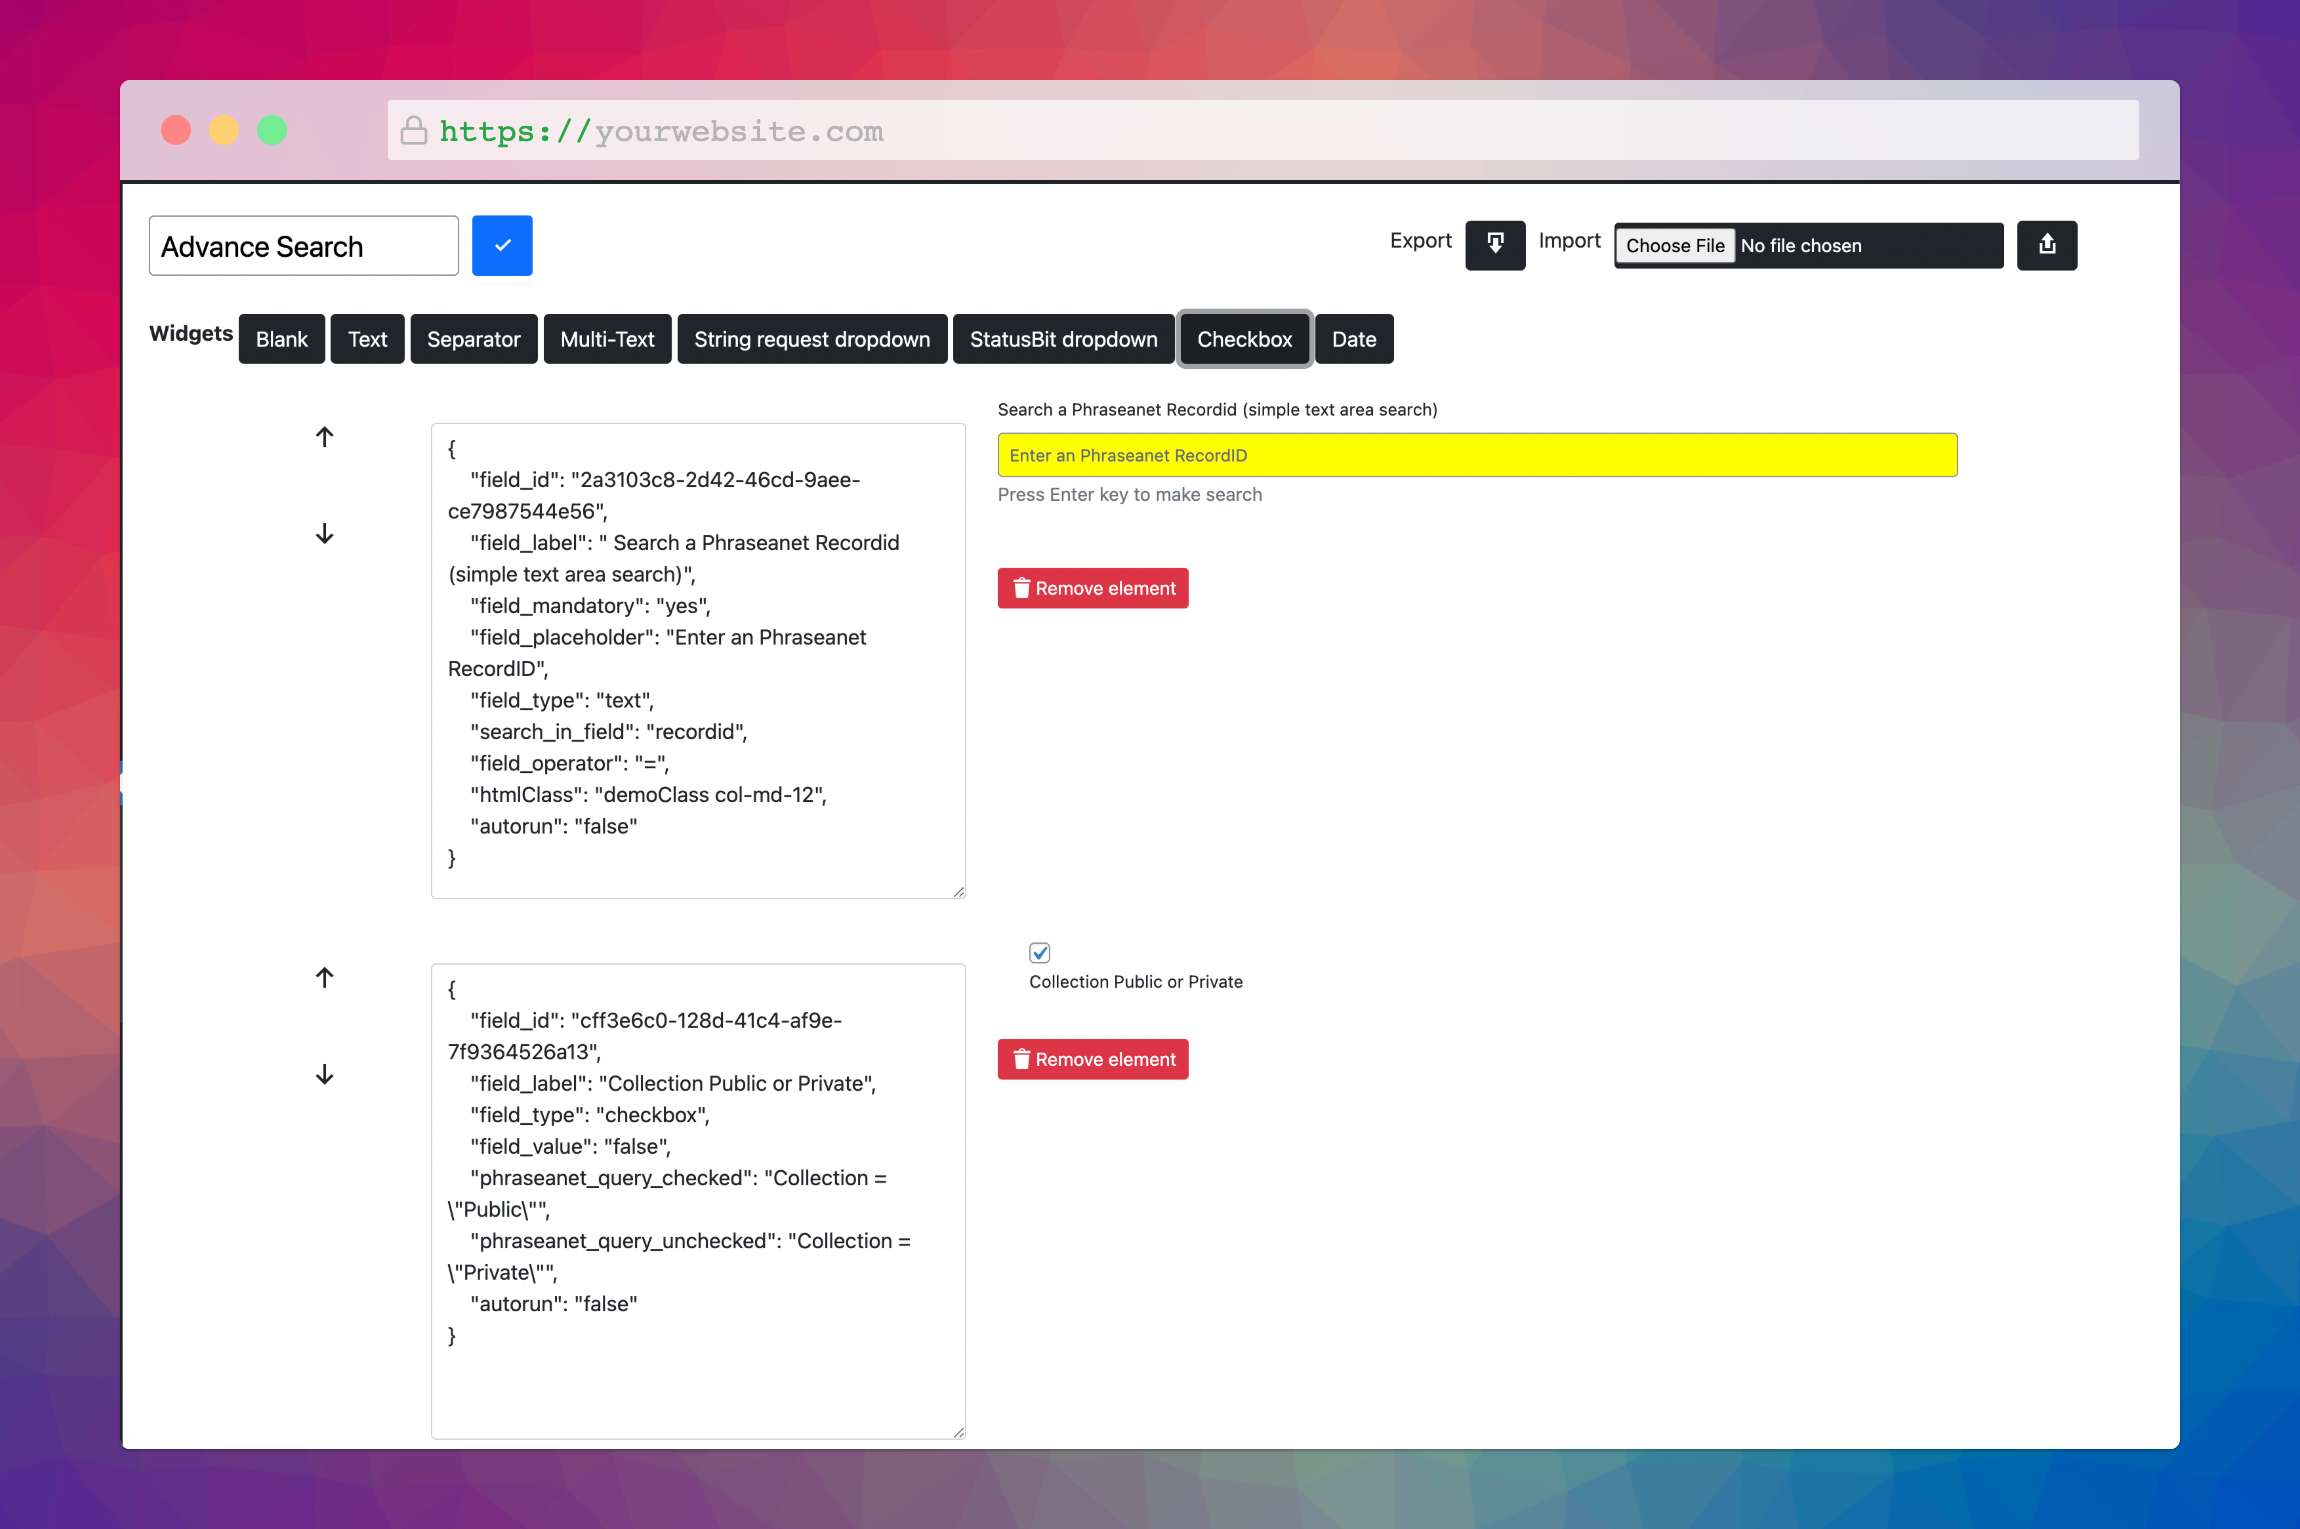 https://yourwebsite.com
Advance Search
Export
Import
Choose File No file chosen
Widgets
Blank
Text
Separator
Multi-Text
String request dropdown
StatusBit dropdown
Checkbox
Date
{
"field_id": "2a3103c8-2d42-46cd-9aee-
ce7987544e56",
"field_label": " Search a Phraseanet Recordid
(simple text area search)",
"field_mandatory": "yes",
"field_placeholder": "Enter an Phraseanet
RecordID",
"field_type": "text",
"search_in_field": "recordid",
"field_operator": "=",
"htmlClass": "demoClass col-md-12",
"autorun": "false"
}
Search a Phraseanet Recordid (simple text area search)
Enter an Phraseanet RecordID
Press Enter key to make search
Remove element
{
"field_id": "cff3e6c0-128d-41c4-af9e-
7f9364526a13",
"field_label": "Collection Public or Private",
"field_type": "checkbox",
"field_value": "false",
"phraseanet_query_checked": "Collection =
\"Public\"",
"phraseanet_query_unchecked": "Collection =
\"Private\"",
"autorun": "false"
}
Collection Public or Private
Remove element